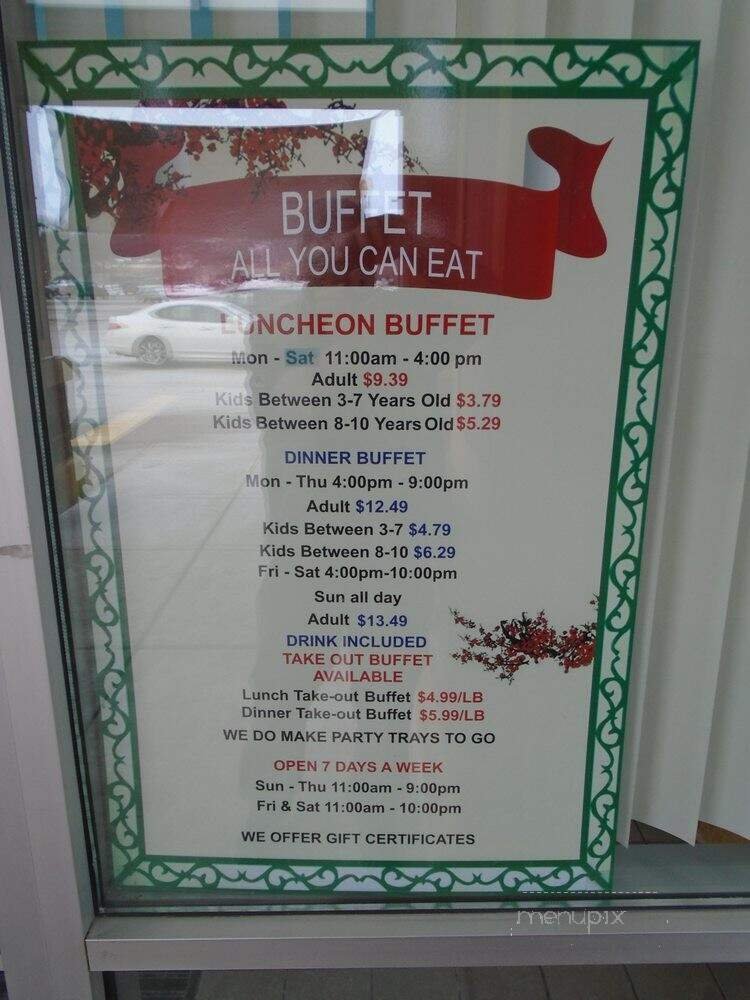 BUFFET
ALL YOU CAN EAT
LUNCHEON BUFFET
Mon - Sat 11:00am - 4:00 pm
Adult $9.39
Kids Between 3-7 Years Old $3.79
Kids Between 8-10 Years Old $5.29
DINNER BUFFET
Mon - Thu 4:00pm - 9:00pm
Adult $12.49
Kids Between 3-7 $4.79
Kids Between 8-10 $6.29
Fri - Sat 4:00pm-10:00pm
Sun all day
Adult $13.49
DRINK INCLUDED
TAKE OUT BUFFET
AVAILABLE
Lunch Take-out Buffet $4.99/LB
Dinner Take-out Buffet $5.99/LB
WE DO MAKE PARTY TRAYS TO GO
OPEN 7 DAYS A WEEK
Sun - Thu 11:00am - 9:00pm
Fri & Sat 11:00am - 10:00pm
WE OFFER GIFT CERTIFICATES
menupix